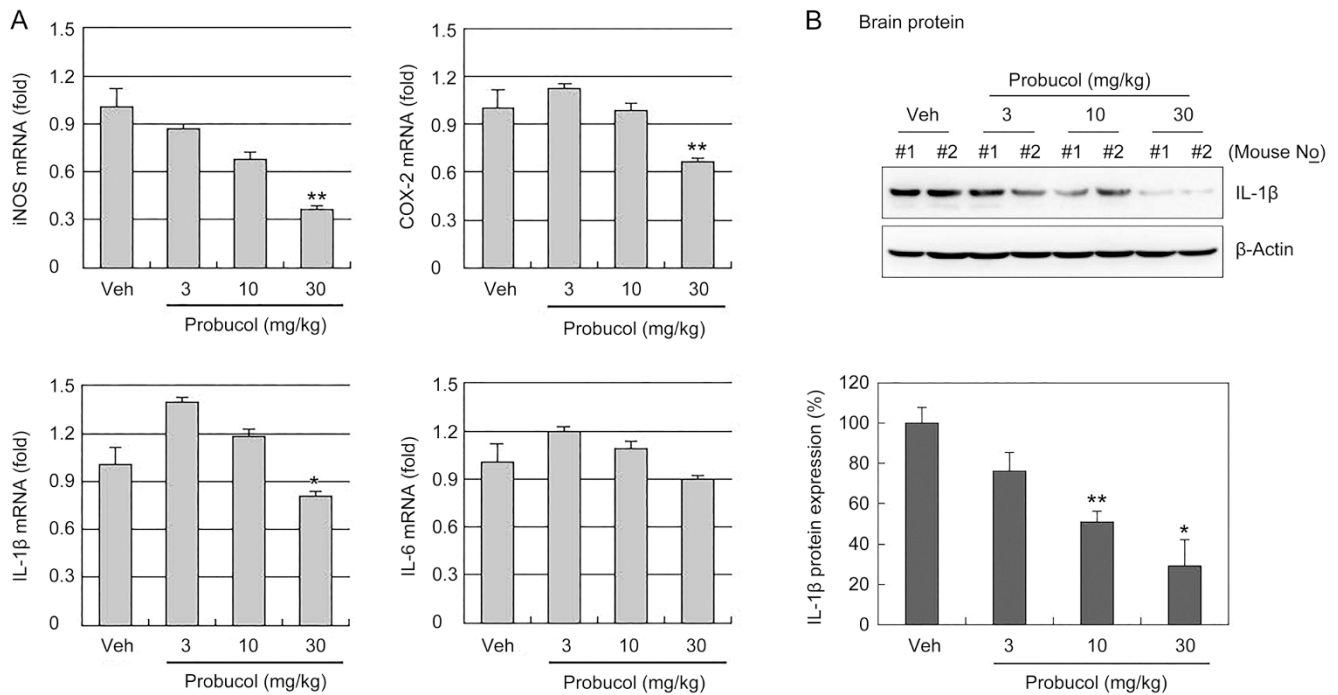 A
iNOS mRNA (fold)
1.5
1.2
0.9
0.6
0.3
0
**
Veh 3 10 30
Probucol (mg/kg)
COX-2 mRNA (fold)
1.5
1.2
0.9
0.6
0.3
0
**
Veh 3 10 30
Probucol (mg/kg)
IL-1β mRNA (fold)
1.5
1.2
0.9
0.6
0.3
0
*
Veh 3 10 30
Probucol (mg/kg)
IL-6 mRNA (fold)
1.5
1.2
0.9
0.6
0.3
0
Veh 3 10 30
Probucol (mg/kg)
B Brain protein
Probucol (mg/kg)
Veh 3 10 30
#1 #2 #1 #2 #1 #2 #1 #2 (Mouse No)
IL-1β
β-Actin
IL-1β protein expression (%)
120
100
80
60
40
20
0
**
*
Veh 3 10 30
Probucol (mg/kg)